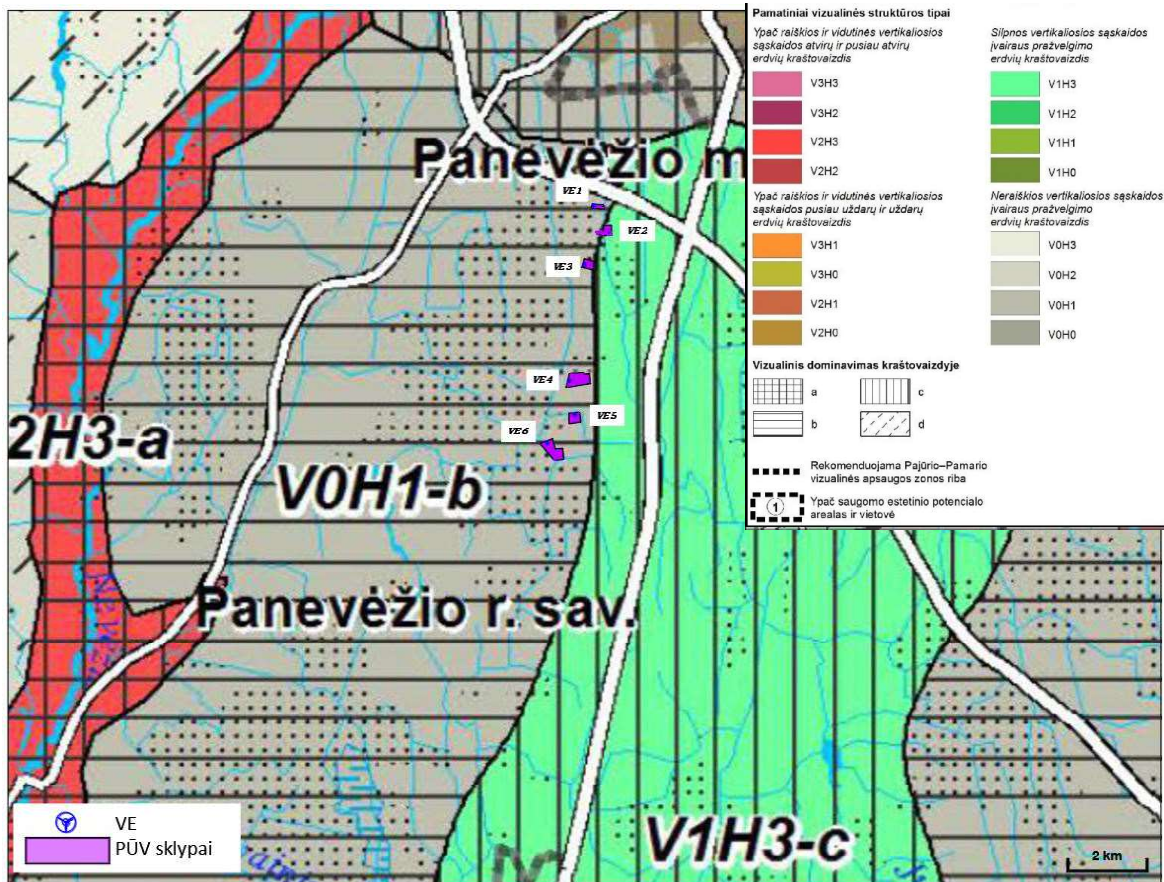 Panevėžio m
VE1
VE2
VE3
VE4
VE5
VE6
2H3-a
V0H1-b
Panevėžio r. sav.
V1H3-c
2 km
VE
PŪV sklypai
Pamatiniai vizualinės struktūros tipai
Ypač raiškios ir vidutinės vertikaliosios
sąskaidos atvirų ir pusiau atvirų
erdvių kraštovaizdis
V3H3
V3H2
V2H3
V2H2
Ypač raiškios ir vidutinės vertikaliosios
sąskaidos pusiau uždarų ir uždarų
erdvių kraštovaizdis
V3H1
V3H0
V2H1
V2H0
Silpnos vertikaliosios sąskaidos
įvairaus pražvelgimo
erdvių kraštovaizdis
V1H3
V1H2
V1H1
V1H0
Neraiškios vertikaliosios sąskaidos
įvairaus pražvelgimo
erdvių kraštovaizdis
V0H3
V0H2
V0H1
V0H0
Vizualinis dominavimas kraštovaizdyje
a
b
c
d
Rekomenduojama Pajūrio–Pamario
vizualinės apsaugos zonos riba
1
Ypač saugomo estetinio potencialo
arealas ir vietovė